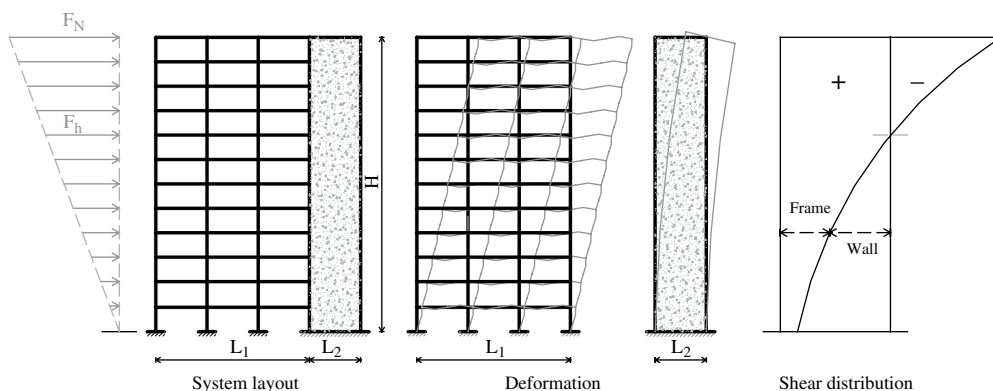 F_N
F_h
H
+
−
Frame
Wall
L_1
L_2
L_1
L_2
System layout
Deformation
Shear distribution